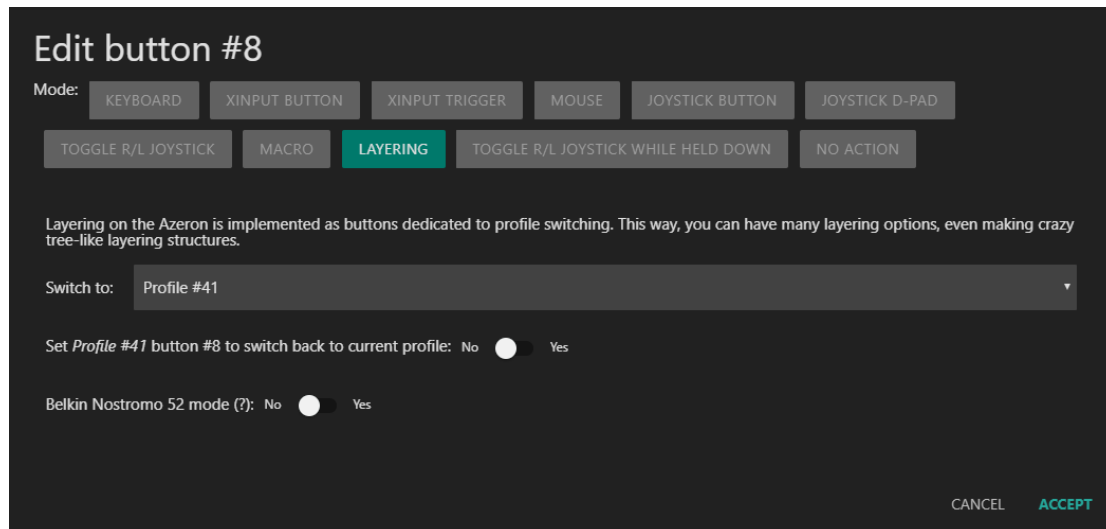 Edit button #8
Mode: KEYBOARD XINPUT BUTTON XINPUT TRIGGER MOUSE JOYSTICK BUTTON JOYSTICK D-PAD
TOGGLE R/L JOYSTICK MACRO LAYERING TOGGLE R/L JOYSTICK WHILE HELD DOWN NO ACTION
Layering on the Azeron is implemented as buttons dedicated to profile switching. This way, you can have many layering options, even making crazy
tree-like layering structures.
Switch to: Profile #41
Set Profile #41 button #8 to switch back to current profile: No Yes
Belkin Nostromo 52 mode (?): No Yes
CANCEL ACCEPT